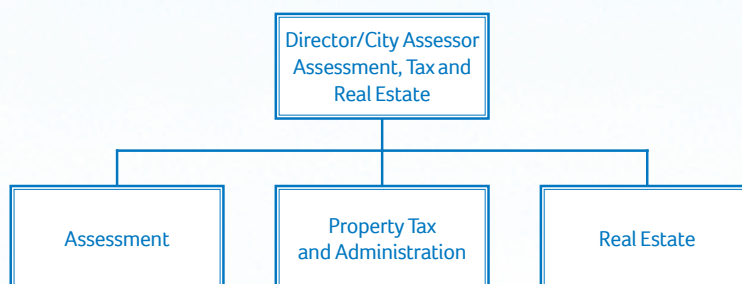 Director/City Assessor
Assessment, Tax and
Real Estate
Assessment
Property Tax
and Administration
Real Estate